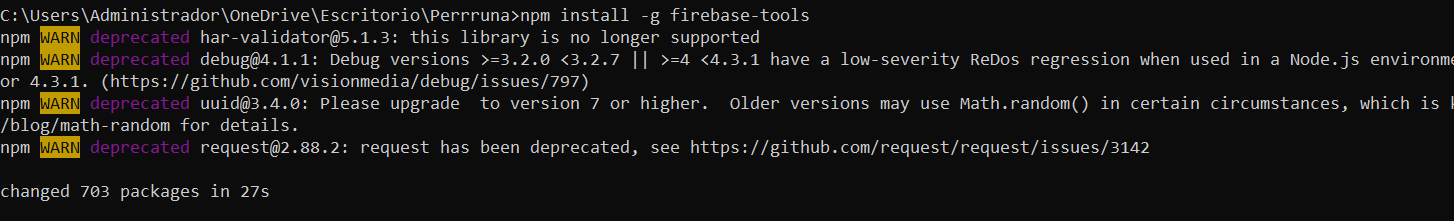 C:\Users\Administrador\OneDrive\Escritorio\Perrruna>npm install -g firebase-tools
npm WARN deprecated har-validator@5.1.3: this library is no longer supported
npm WARN deprecated debug@4.1.1: Debug versions >=3.2.0 <3.2.7 || >=4 <4.3.1 have a low-severity ReDos regression when used in a Node.js
or 4.3.1. (https://github.com/visionmedia/debug/issues/797)
npm WARN deprecated uuid@3.4.0: Please upgrade  to version 7 or higher.  Older versions may use Math.random() in certain circumstances, which is
/blog/math-random for details.
npm WARN deprecated request@2.88.2: request has been deprecated, see https://github.com/request/request/issues/3142
changed 703 packages in 27s